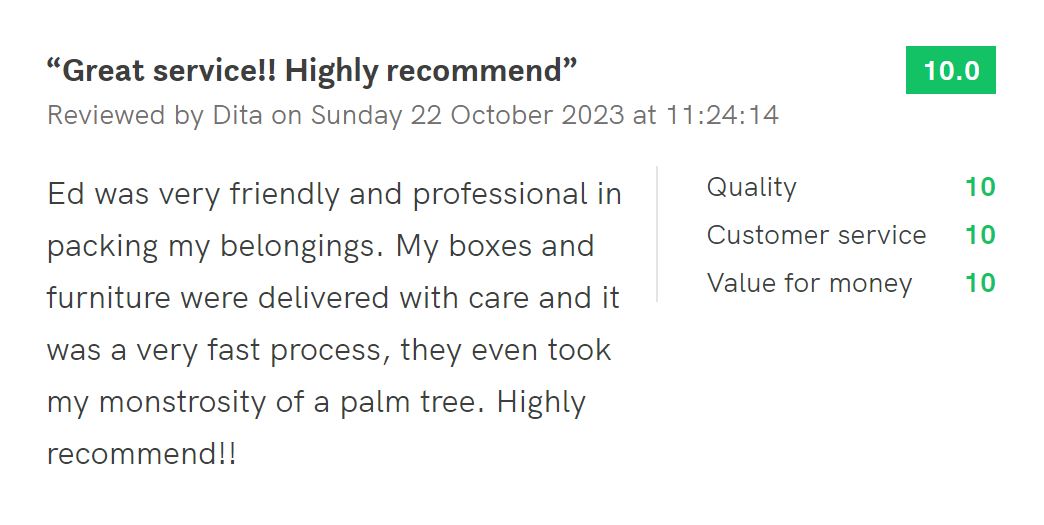 “Great service!! Highly recommend”
10.0
Reviewed by Dita on Sunday 22 October 2023 at 11:24:14
Ed was very friendly and professional in
packing my belongings. My boxes and
furniture were delivered with care and it
was a very fast process, they even took
my monstrosity of a palm tree. Highly
recommend!!
Quality 10
Customer service 10
Value for money 10